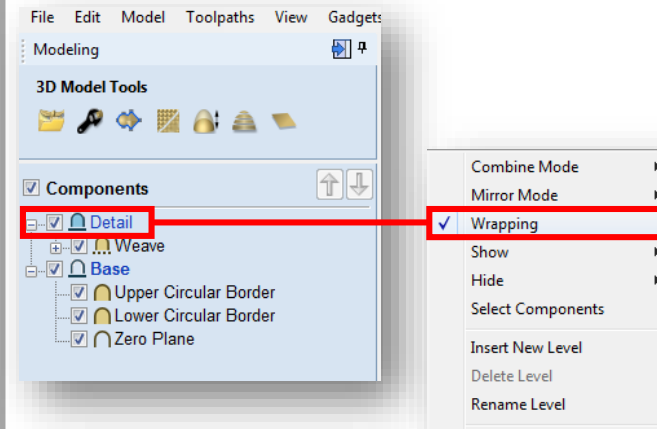 File Edit Model Toolpaths View Gadgets
Modeling
3D Model Tools
Components
Detail
Weave
Base
Upper Circular Border
Lower Circular Border
Zero Plane
Combine Mode
Mirror Mode
Wrapping
Show
Hide
Select Components
Insert New Level
Delete Level
Rename Level